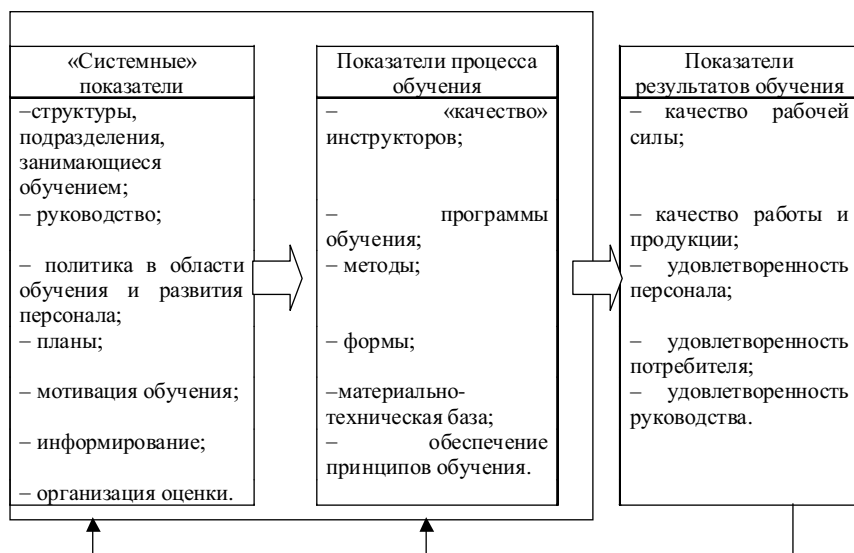 «Системные»
показатели
–структуры,
подразделения,
занимающиеся
обучением;
– руководство;
– политика в области
обучения и развития
персонала;
– планы;
– мотивация обучения;
– информирование;
– организация оценки.
Показатели процесса
обучения
– «качество»
инструкторов;
– программы
обучения;
– методы;
– формы;
–материально-
техническая база;
– обеспечение
принципов обучения.
Показатели
результатов обучения
– качество рабочей
силы;
– качество работы и
продукции;
– удовлетворенность
персонала;
– удовлетворенность
потребителя;
– удовлетворенность
руководства.